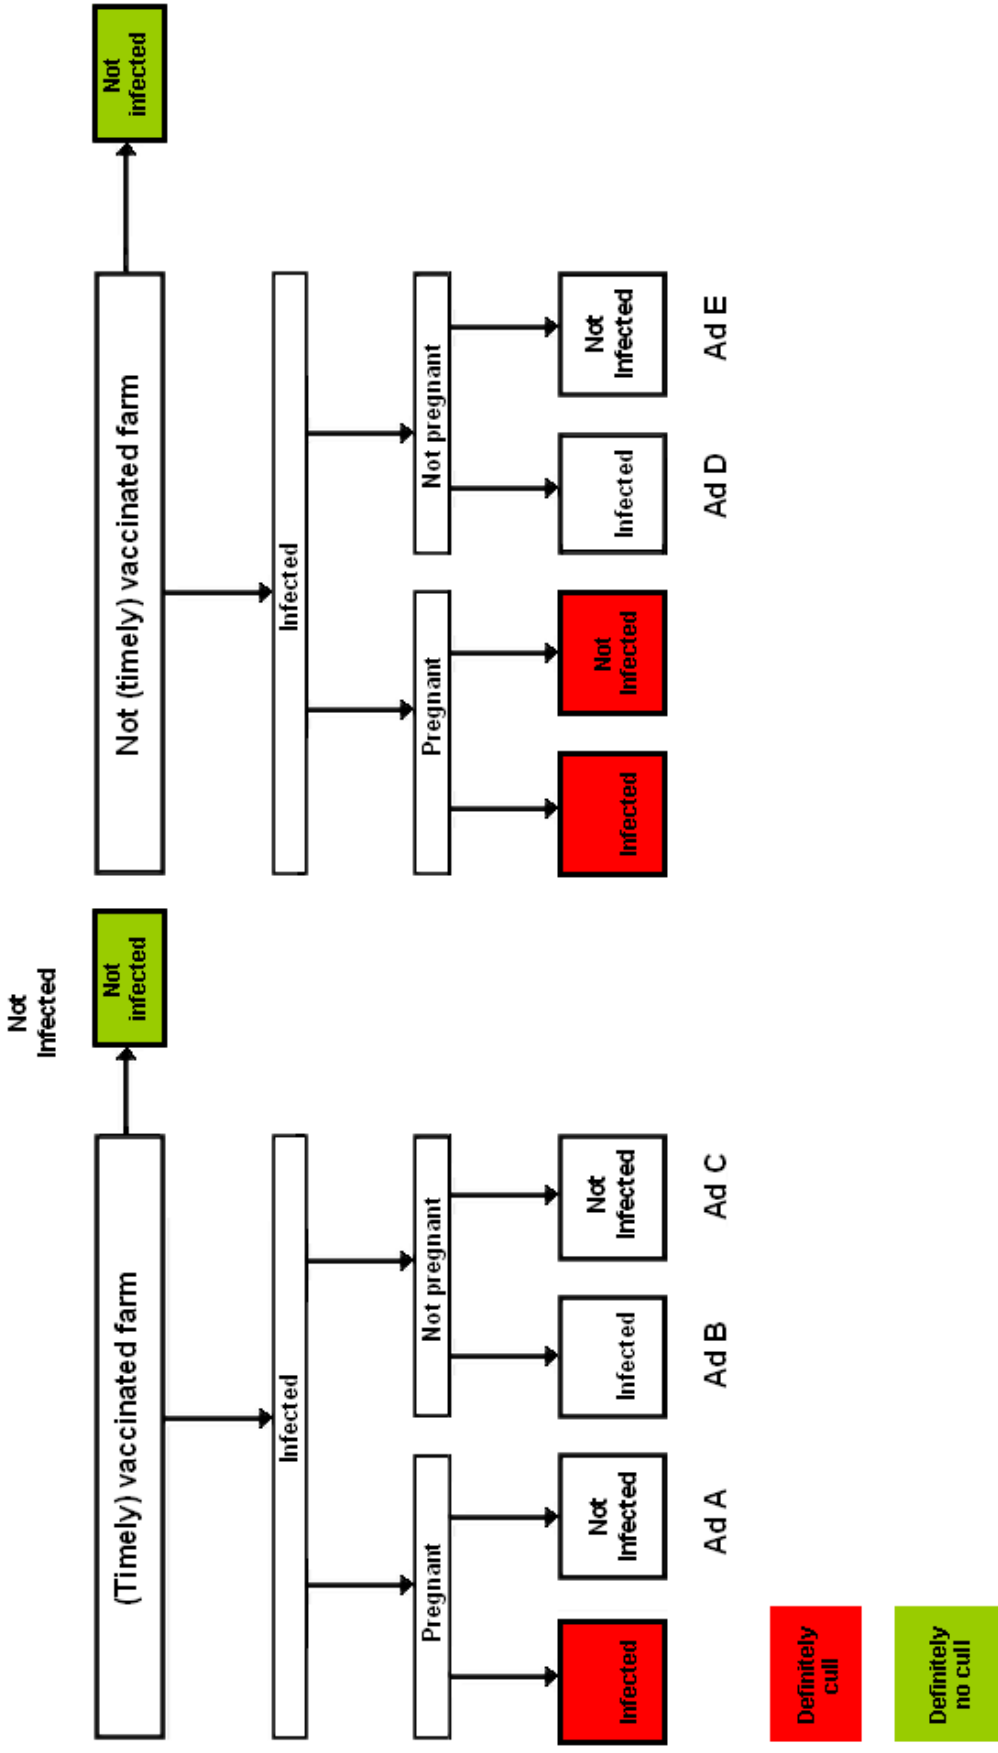 Not
Infected
(Timely) vaccinated farm
Not
infected
Not (timely) vaccinated farm
Not
infected
Infected
Infected
Pregnant
Not pregnant
Pregnant
Not pregnant
Infected
Not
Infected
Infected
Not
Infected
Infected
Not
Infected
Infected
Not
Infected
Ad A
Ad B
Ad C
Ad D
Ad E
Definitely
cull
Definitely
no cull